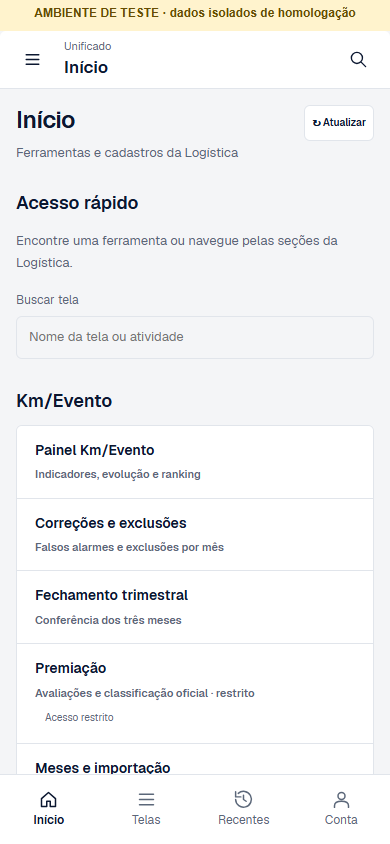 AMBIENTE DE TESTE · dados isolados de homologação
Unificado
Início
Início
↻ Atualizar
Ferramentas e cadastros da Logística
Acesso rápido
Encontre uma ferramenta ou navegue pelas seções da
Logística.
Buscar tela
Nome da tela ou atividade
Km/Evento
Painel Km/Evento
Indicadores, evolução e ranking
Correções e exclusões
Falsos alarmes e exclusões por mês
Fechamento trimestral
Conferência dos três meses
Premiação
Avaliações e classificação oficial · restrito
Acesso restrito
Meses e importação
Início
Telas
Recentes
Conta